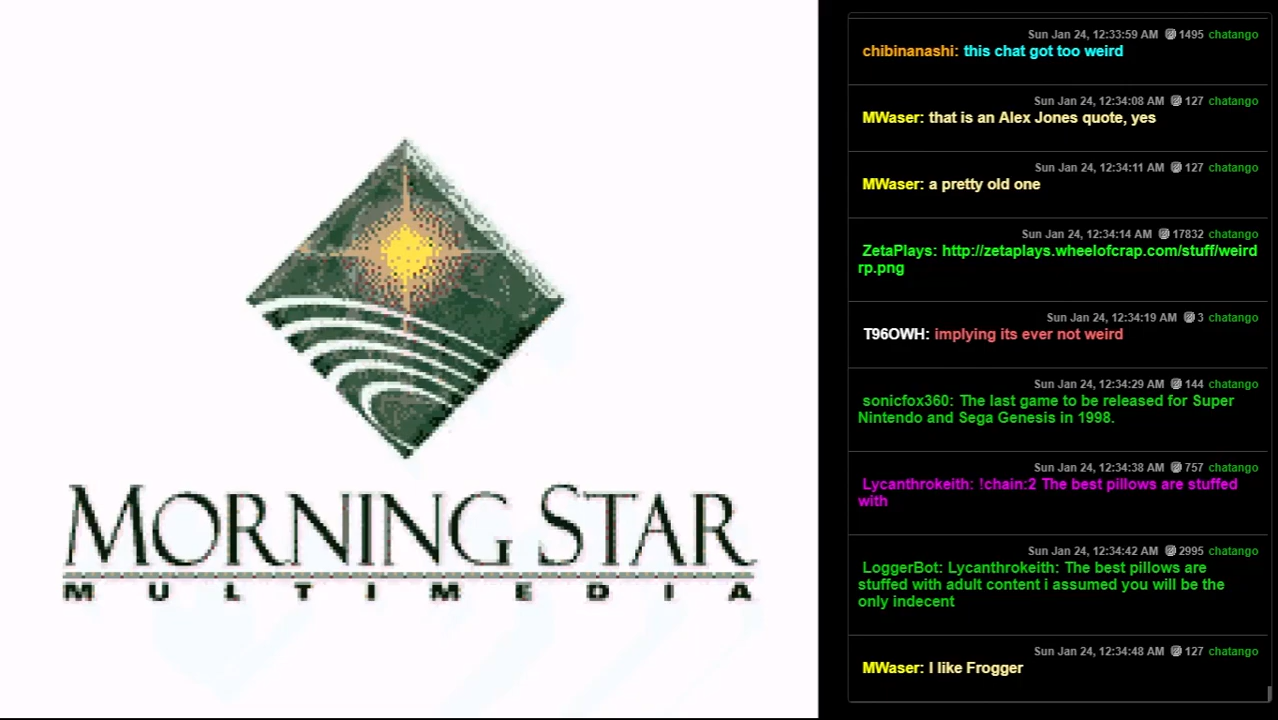 MORNING STAR
MULTIMEDIA
Sun Jan 24, 12:33:59 AM 1495 chatango
chibinanashi: this chat got too weird
Sun Jan 24, 12:34:08 AM 127 chatango
MWaser: that is an Alex Jones quote, yes
Sun Jan 24, 12:34:11 AM 127 chatango
MWaser: a pretty old one
Sun Jan 24, 12:34:14 AM 17832 chatango
ZetaPlays: http://zetaplays.wheelofcrap.com/stuff/weird
rp.png
Sun Jan 24, 12:34:19 AM 3 chatango
T96OWH: implying its ever not weird
Sun Jan 24, 12:34:29 AM 144 chatango
sonicfox360: The last game to be released for Super
Nintendo and Sega Genesis in 1998.
Sun Jan 24, 12:34:38 AM 757 chatango
Lycanthrokeith: !chain:2 The best pillows are stuffed
with
Sun Jan 24, 12:34:42 AM 2995 chatango
LoggerBot: Lycanthrokeith: The best pillows are
stuffed with adult content i assumed you will be the
only indecent
Sun Jan 24, 12:34:48 AM 127 chatango
MWaser: I like Frogger